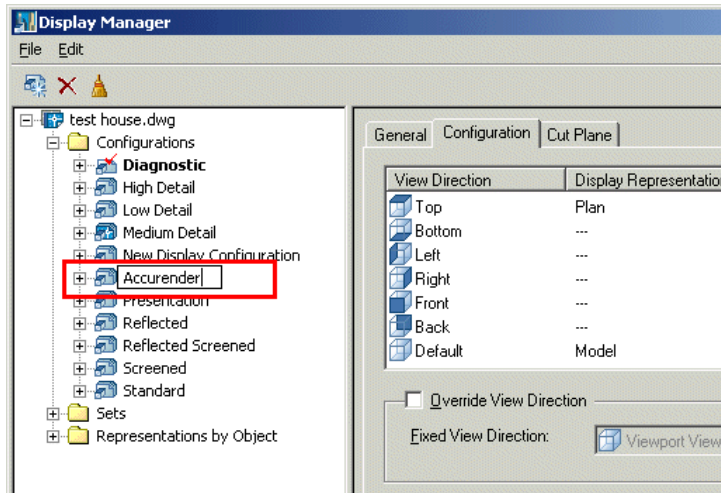 Display Manager
File Edit
test house.dwg
Configurations
Diagnostic
High Detail
Low Detail
Medium Detail
New Display Configuration
Accurender
Presentation
Reflected
Reflected Screened
Screened
Standard
Sets
Representations by Object
General Configuration Cut Plane
View Direction Display Representatio
Top Plan
Bottom ---
Left ---
Right ---
Front ---
Back ---
Default Model
Override View Direction
Fixed View Direction: Viewport View